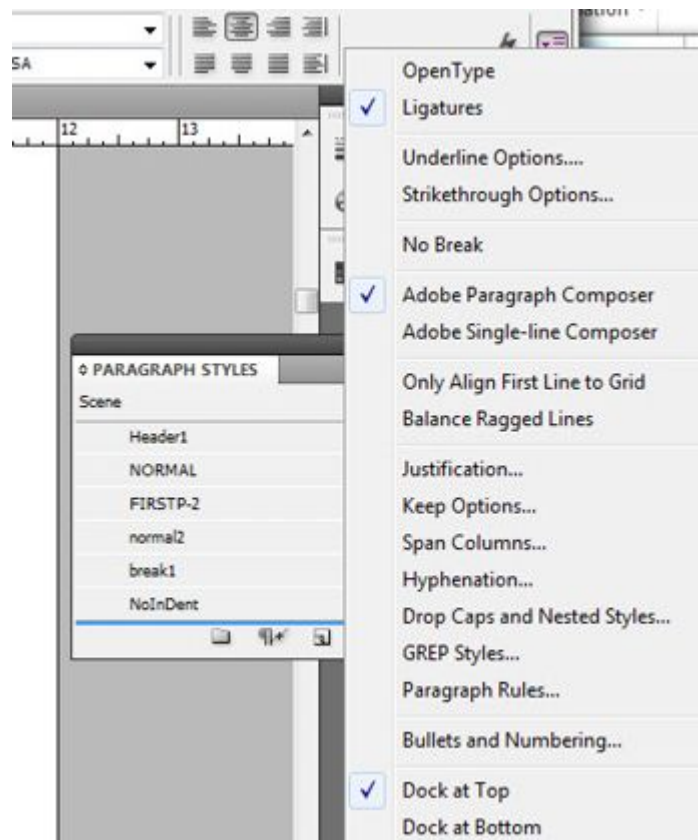 SA
12
13
OpenType
Ligatures
Underline Options....
Strikethrough Options...
No Break
Adobe Paragraph Composer
Adobe Single-line Composer
Only Align First Line to Grid
Balance Ragged Lines
Justification...
Keep Options...
Span Columns...
Hyphenation...
Drop Caps and Nested Styles...
GREP Styles...
Paragraph Rules...
Bullets and Numbering...
Dock at Top
Dock at Bottom
PARAGRAPH STYLES
Scene
Header1
NORMAL
FIRSTP-2
normal2
break1
NoInDent